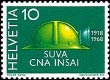 HELVETIA
10
1918
1968
SUVA
CNA INSAI